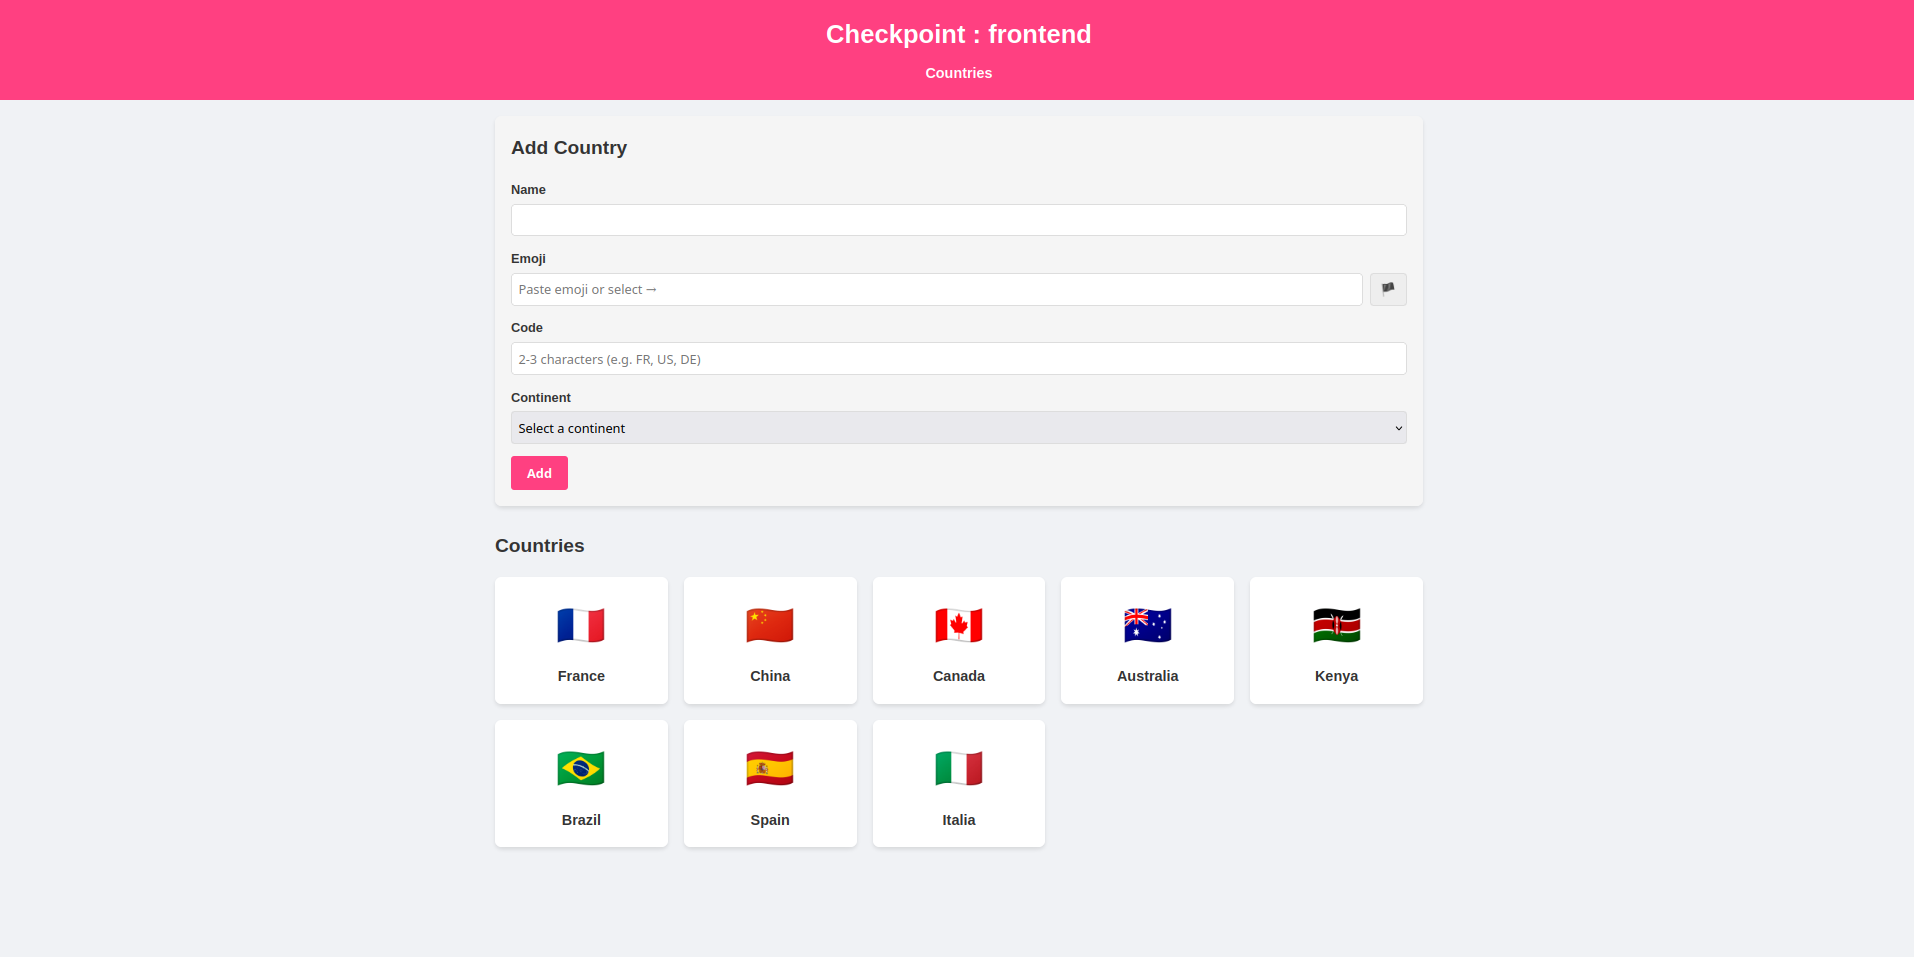 Checkpoint : frontend
Countries
Add Country
Name
Emoji
Paste emoji or select →
Code
2-3 characters (e.g. FR, US, DE)
Continent
Select a continent
Add
Countries
France
China
Canada
Australia
Kenya
Brazil
Spain
Italia